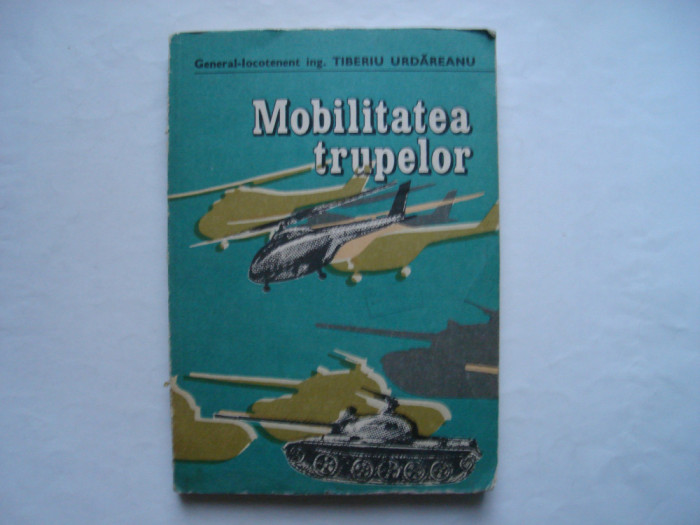 General-locotenent ing. TIBERIU URDĂREANU
Mobilitatea
trupelor